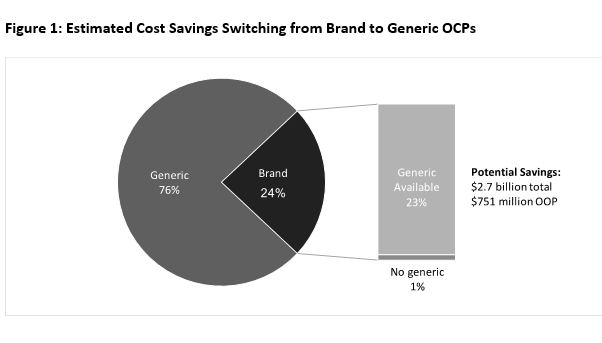 Figure 1: Estimated Cost Savings Switching from Brand to Generic OCPs
Generic
76%
Brand
24%
Generic
Available
23%
No generic
1%
Potential Savings:
$2.7 billion total
$751 million OOP